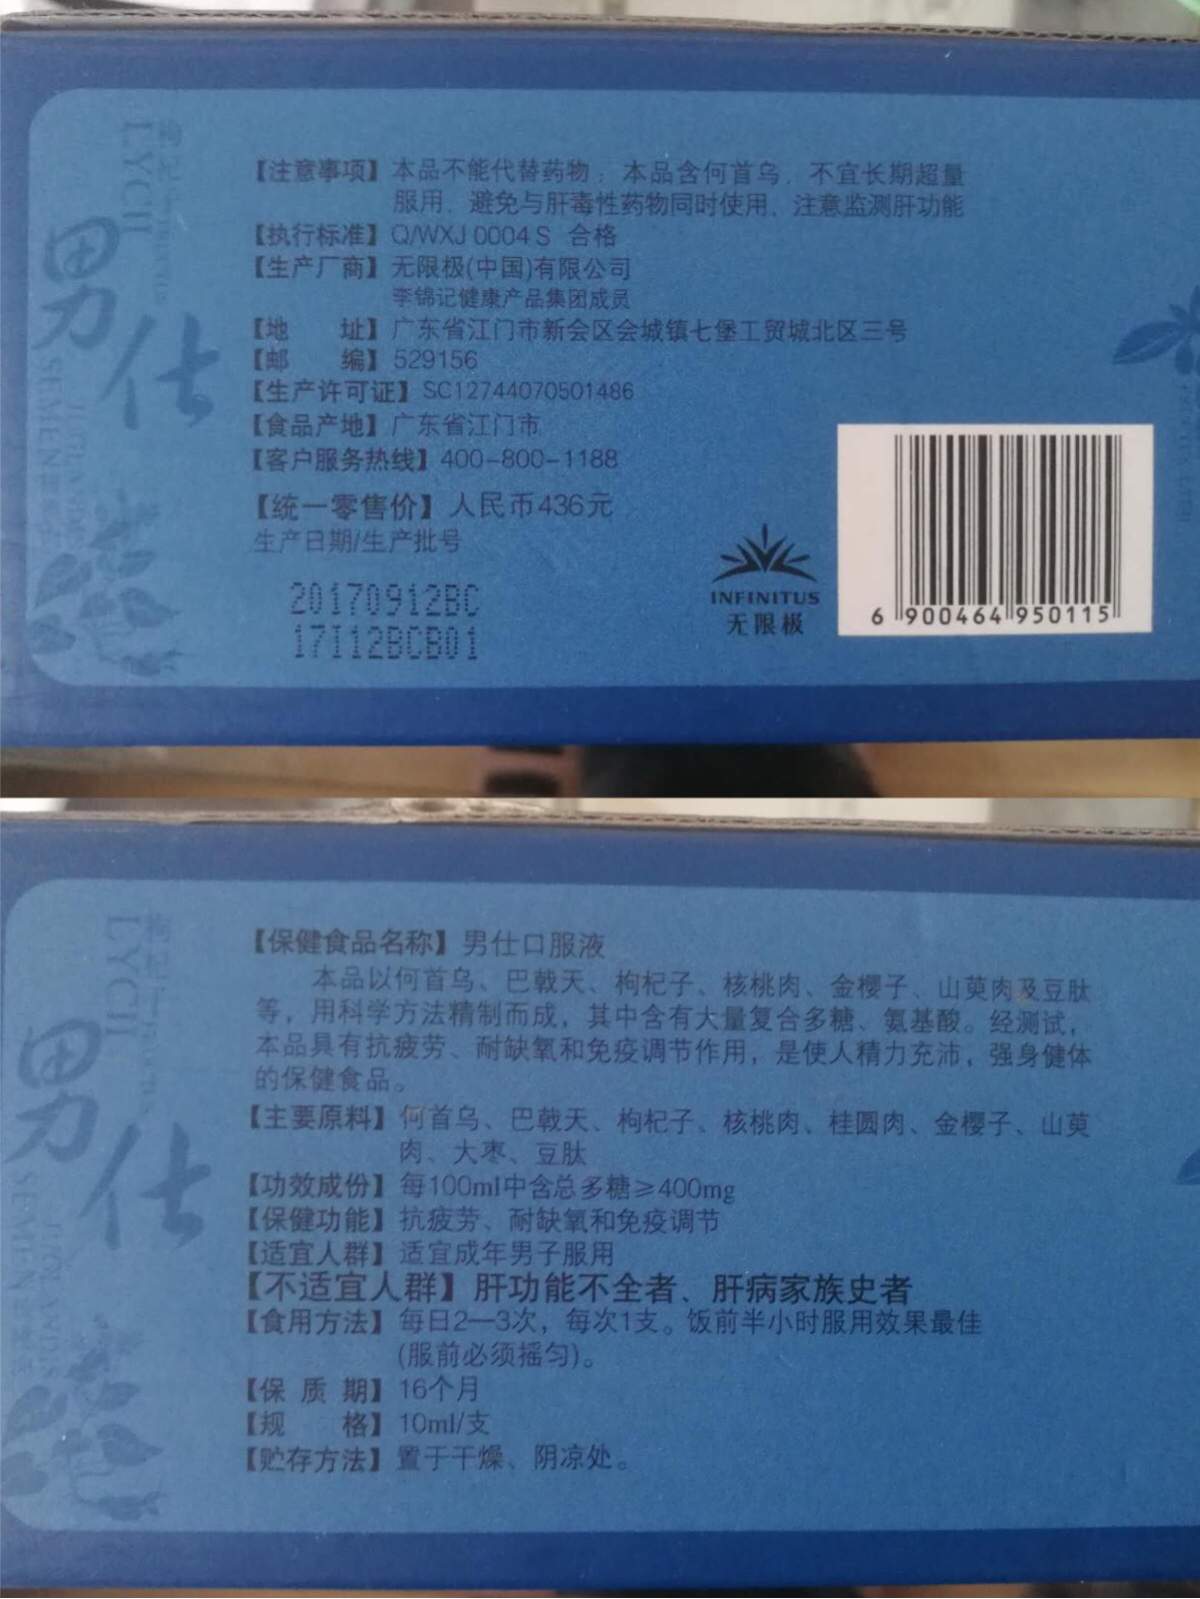 LYCII
男仕
【注意事项】本品不能代替药物；本品含何首乌，不宜长期超量
服用，避免与肝毒性药物同时使用，注意监测肝功能
【执行标准】Q/WXJ 0004 S 合格
【生产厂商】无限极(中国)有限公司
李锦记健康产品集团成员
【地 址】广东省江门市新会区会城镇七堡工贸城北区三号
【邮 编】529156
【生产许可证】SC12744070501486
【食品产地】广东省江门市
【客户服务热线】400-800-1188
【统一零售价】人民币436元
生产日期/生产批号
20170912BC
17I12BCB01
INFINITUS
无限极
6 900464 950115
LYCII
男仕
【保健食品名称】男仕口服液
本品以何首乌、巴戟天、枸杞子、核桃肉、金樱子、山萸肉及豆肽
等，用科学方法精制而成，其中含有大量复合多糖、氨基酸。经测试，
本品具有抗疲劳、耐缺氧和免疫调节作用，是使人精力充沛，强身健体
的保健食品。
【主要原料】何首乌、巴戟天、枸杞子、核桃肉、桂圆肉、金樱子、山萸
肉、大枣、豆肽
【功效成份】每100ml中含总多糖≥400mg
【保健功能】抗疲劳、耐缺氧和免疫调节
【适宜人群】适宜成年男子服用
【不适宜人群】肝功能不全者、肝病家族史者
【食用方法】每日2—3次，每次1支。饭前半小时服用效果最佳
(服前必须摇匀)。
【保 质 期】16个月
【规 格】10ml/支
【贮存方法】置于干燥、阴凉处。